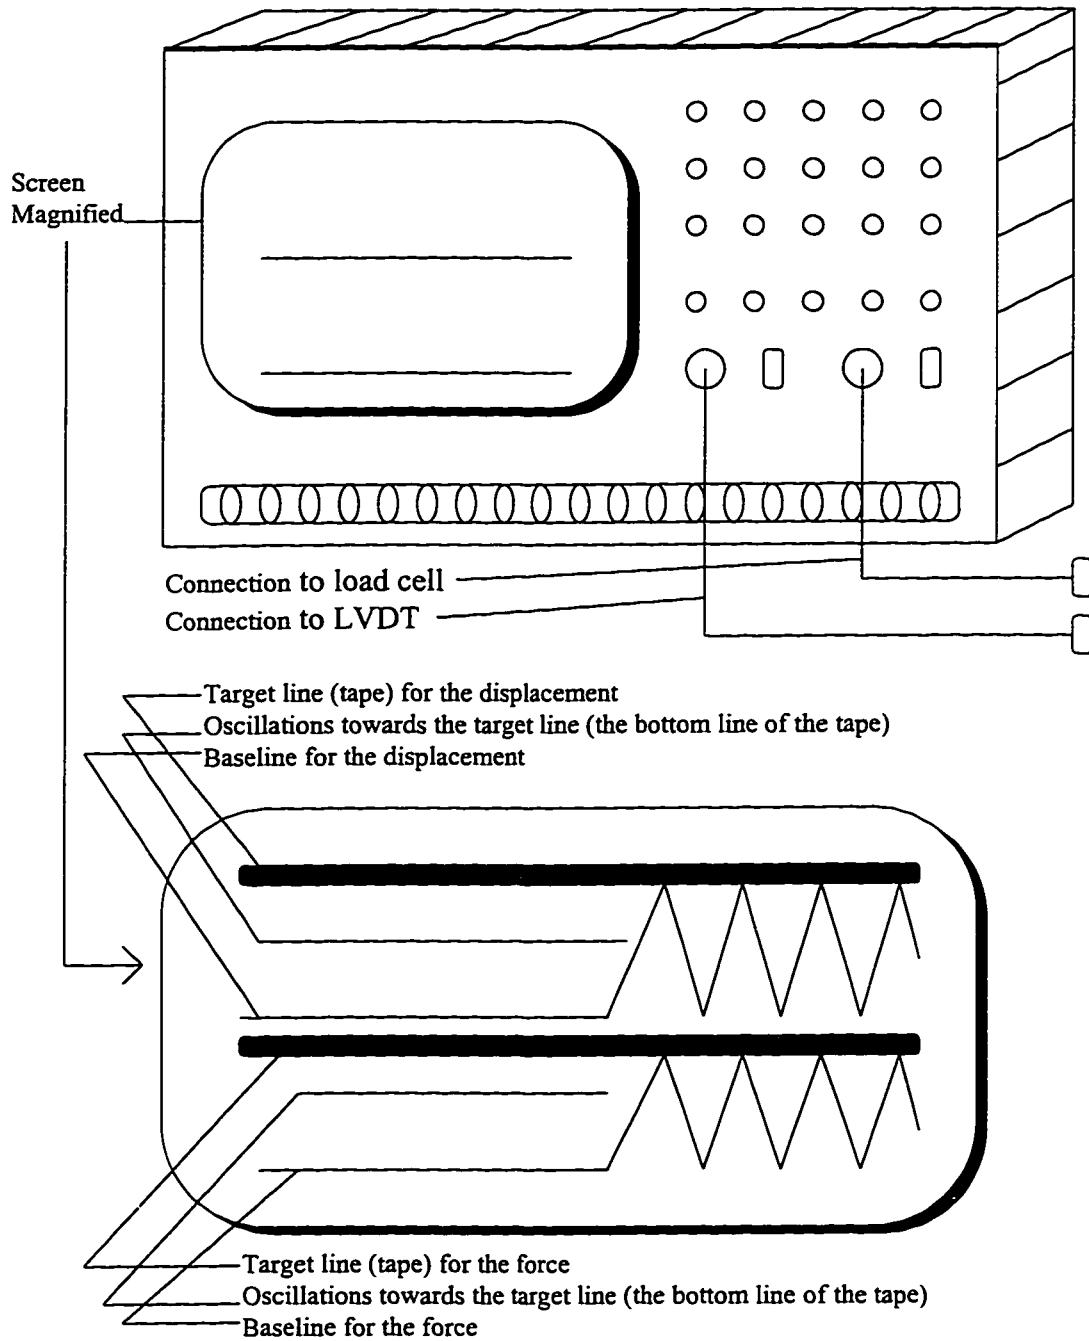 Screen
Magnified
Connection to load cell
Connection to LVDT
Target line (tape) for the displacement
Oscillations towards the target line (the bottom line of the tape)
Baseline for the displacement
Target line (tape) for the force
Oscillations towards the target line (the bottom line of the tape)
Baseline for the force